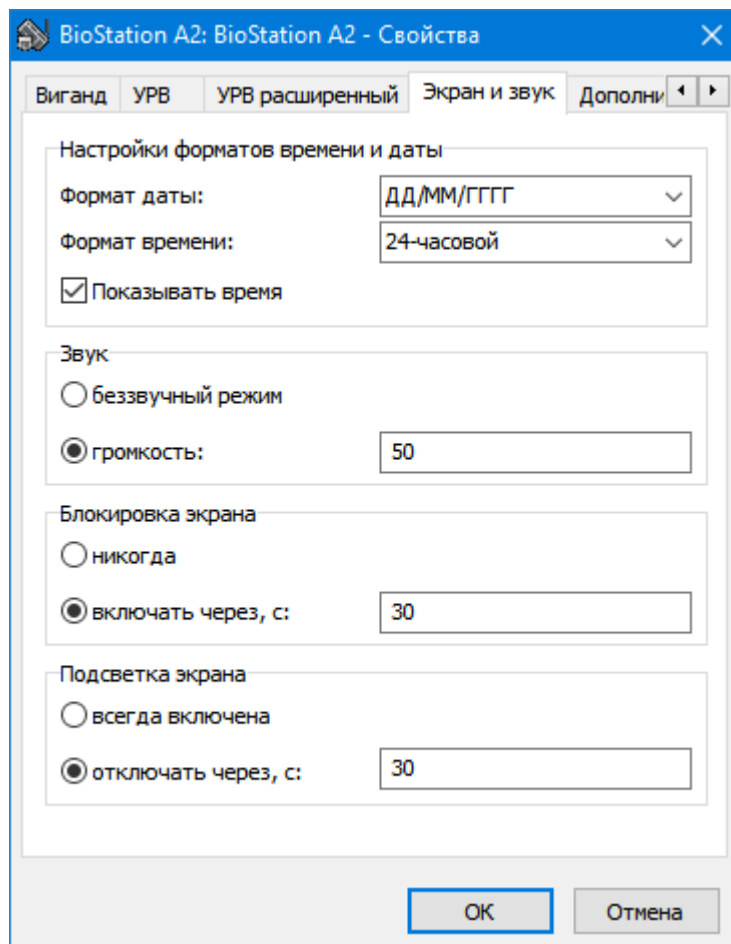 BioStation A2: BioStation A2 - Свойства
Виганд УРВ УРВ расширенный Экран и звук Дополни
Настройки форматов времени и даты
Формат даты: ДД/ММ/ГГГГ
Формат времени: 24-часовой
Показывать время
Звук
беззвучный режим
громкость: 50
Блокировка экрана
никогда
включать через, с: 30
Подсветка экрана
всегда включена
отключать через, с: 30
ОК Отмена